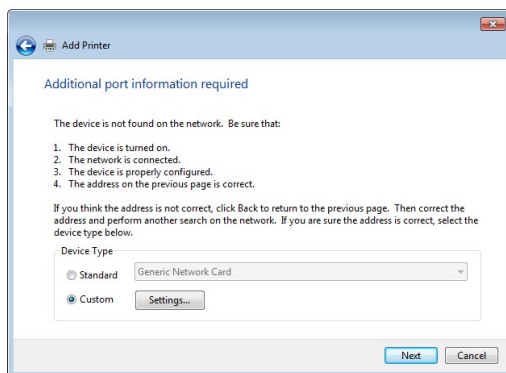 Add Printer
Additional port information required
The device is not found on the network. Be sure that:
1. The device is turned on.
2. The network is connected.
3. The device is properly configured.
4. The address on the previous page is correct.
If you think the address is not correct, click Back to return to the previous page. Then correct the
address and perform another search on the network. If you are sure the address is correct, select the
device type below.
Device Type
Standard
Generic Network Card
Custom
Settings...
Next
Cancel